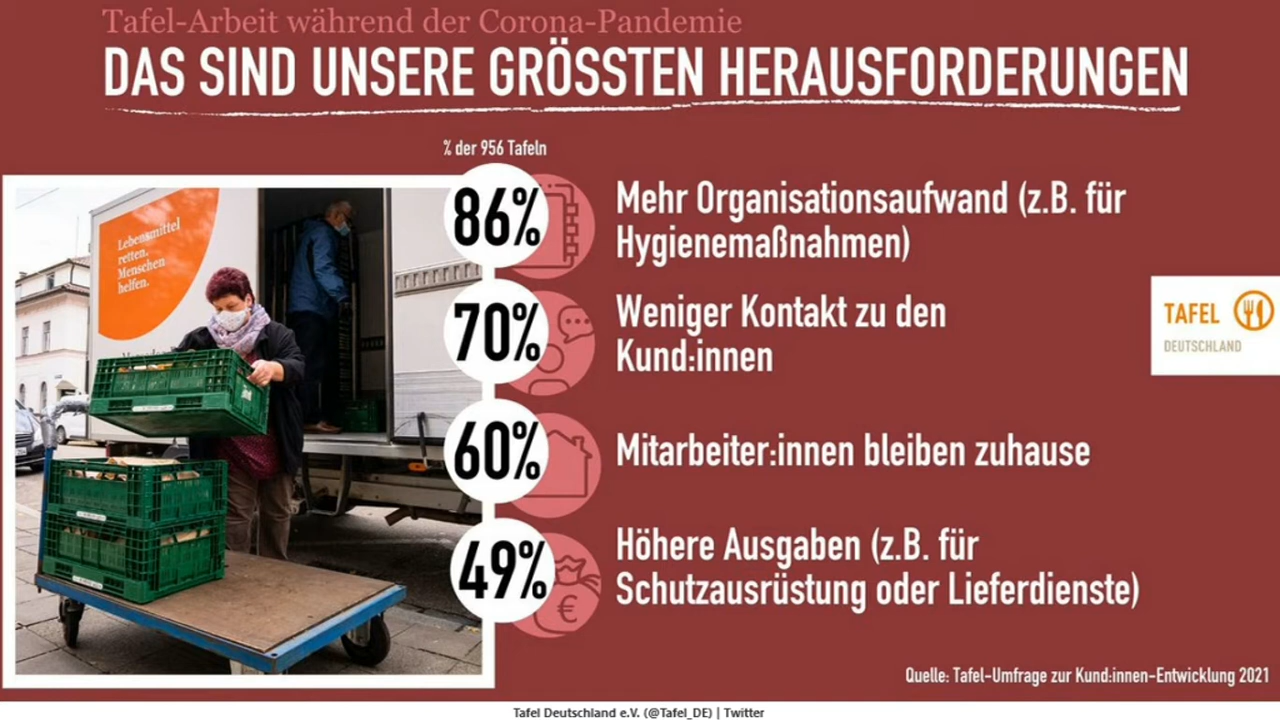 Tafel-Arbeit während der Corona-Pandemie
DAS SIND UNSERE GRÖSSTEN HERAUSFORDERUNGEN
% der 956 Tafeln
86%
Mehr Organisationsaufwand (z.B. für
Hygienemaßnahmen)
70%
Weniger Kontakt zu den
Kund:innen
60%
Mitarbeiter:innen bleiben zuhause
49%
Höhere Ausgaben (z.B. für
Schutzausrüstung oder Lieferdienste)
Lebensmittel
retten.
Menschen
helfen.
TAFEL
DEUTSCHLAND
Quelle: Tafel-Umfrage zur Kund:innen-Entwicklung 2021
Tafel Deutschland e.V. (@Tafel_DE) | Twitter